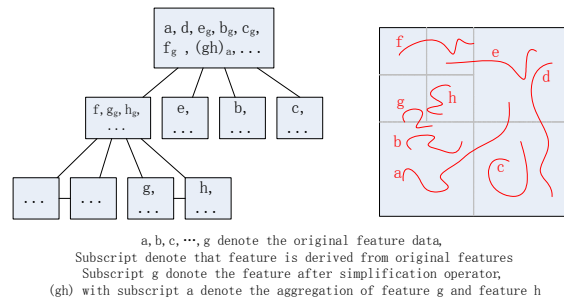 a, d, e_g, b_g, c_g,
f_g , (gh)_a, . . .
f, g_g, h_g,
...
e,
...
b,
...
c,
...
...
...
g,
...
h,
...
f
e
d
g
h
b
a
c
a, b, c, …, g denote the original feature data,
Subscript denote that feature is derived from original features
Subscript g donote the feature after simplification operator,
(gh) with subscript a denote the aggregation of feature g and feature h